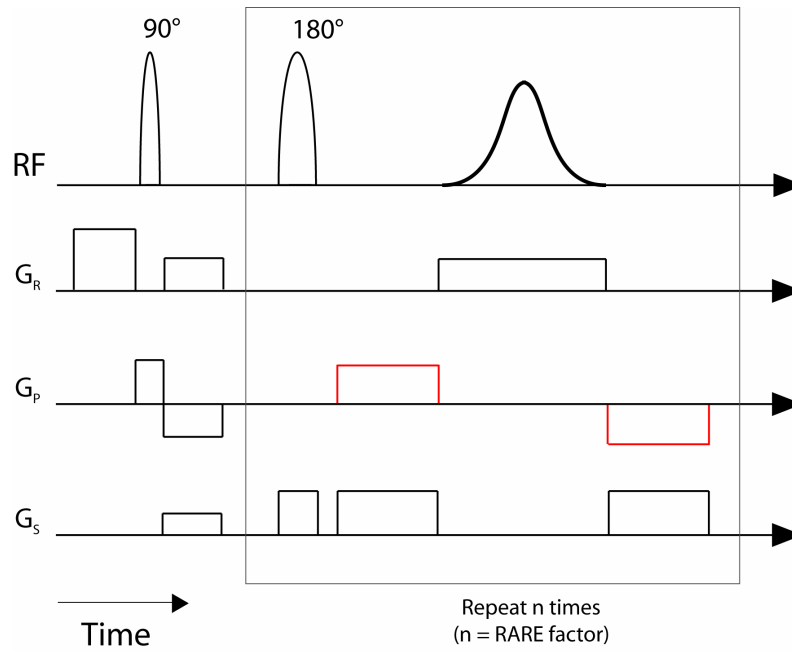 90°
180°
RF
GR
GP
GS
Time
Repeat n times
(n = RARE factor)